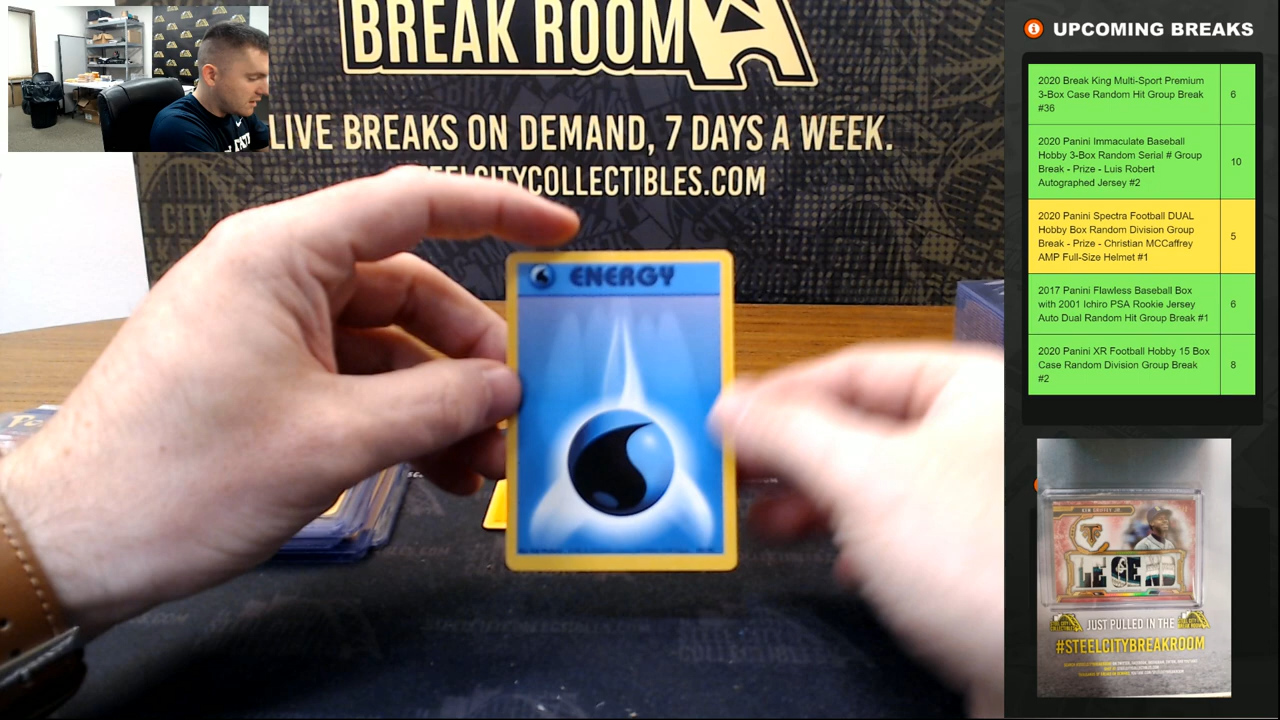 BREAK ROOM
LIVE BREAKS ON DEMAND, 7 DAYS A WEEK.
STEELCITYCOLLECTIBLES.COM
ENERGY
UPCOMING BREAKS
2020 Break King Multi-Sport Premium
3-Box Case Random Hit Group Break
#36
6
2020 Panini Immaculate Baseball
Hobby 3-Box Random Serial # Group
Break - Prize - Luis Robert
Autographed Jersey #2
10
2020 Panini Spectra Football DUAL
Hobby Box Random Division Group
Break - Prize - Christian MCCaffrey
AMP Full-Size Helmet #1
5
2017 Panini Flawless Baseball Box
with 2001 Ichiro PSA Rookie Jersey
Auto Dual Random Hit Group Break #1
6
2020 Panini XR Football Hobby 15 Box
Case Random Division Group Break
#2
8
KEN GRIFFEY JR.
JUST PULLED IN THE
#STEELCITYBREAKROOM